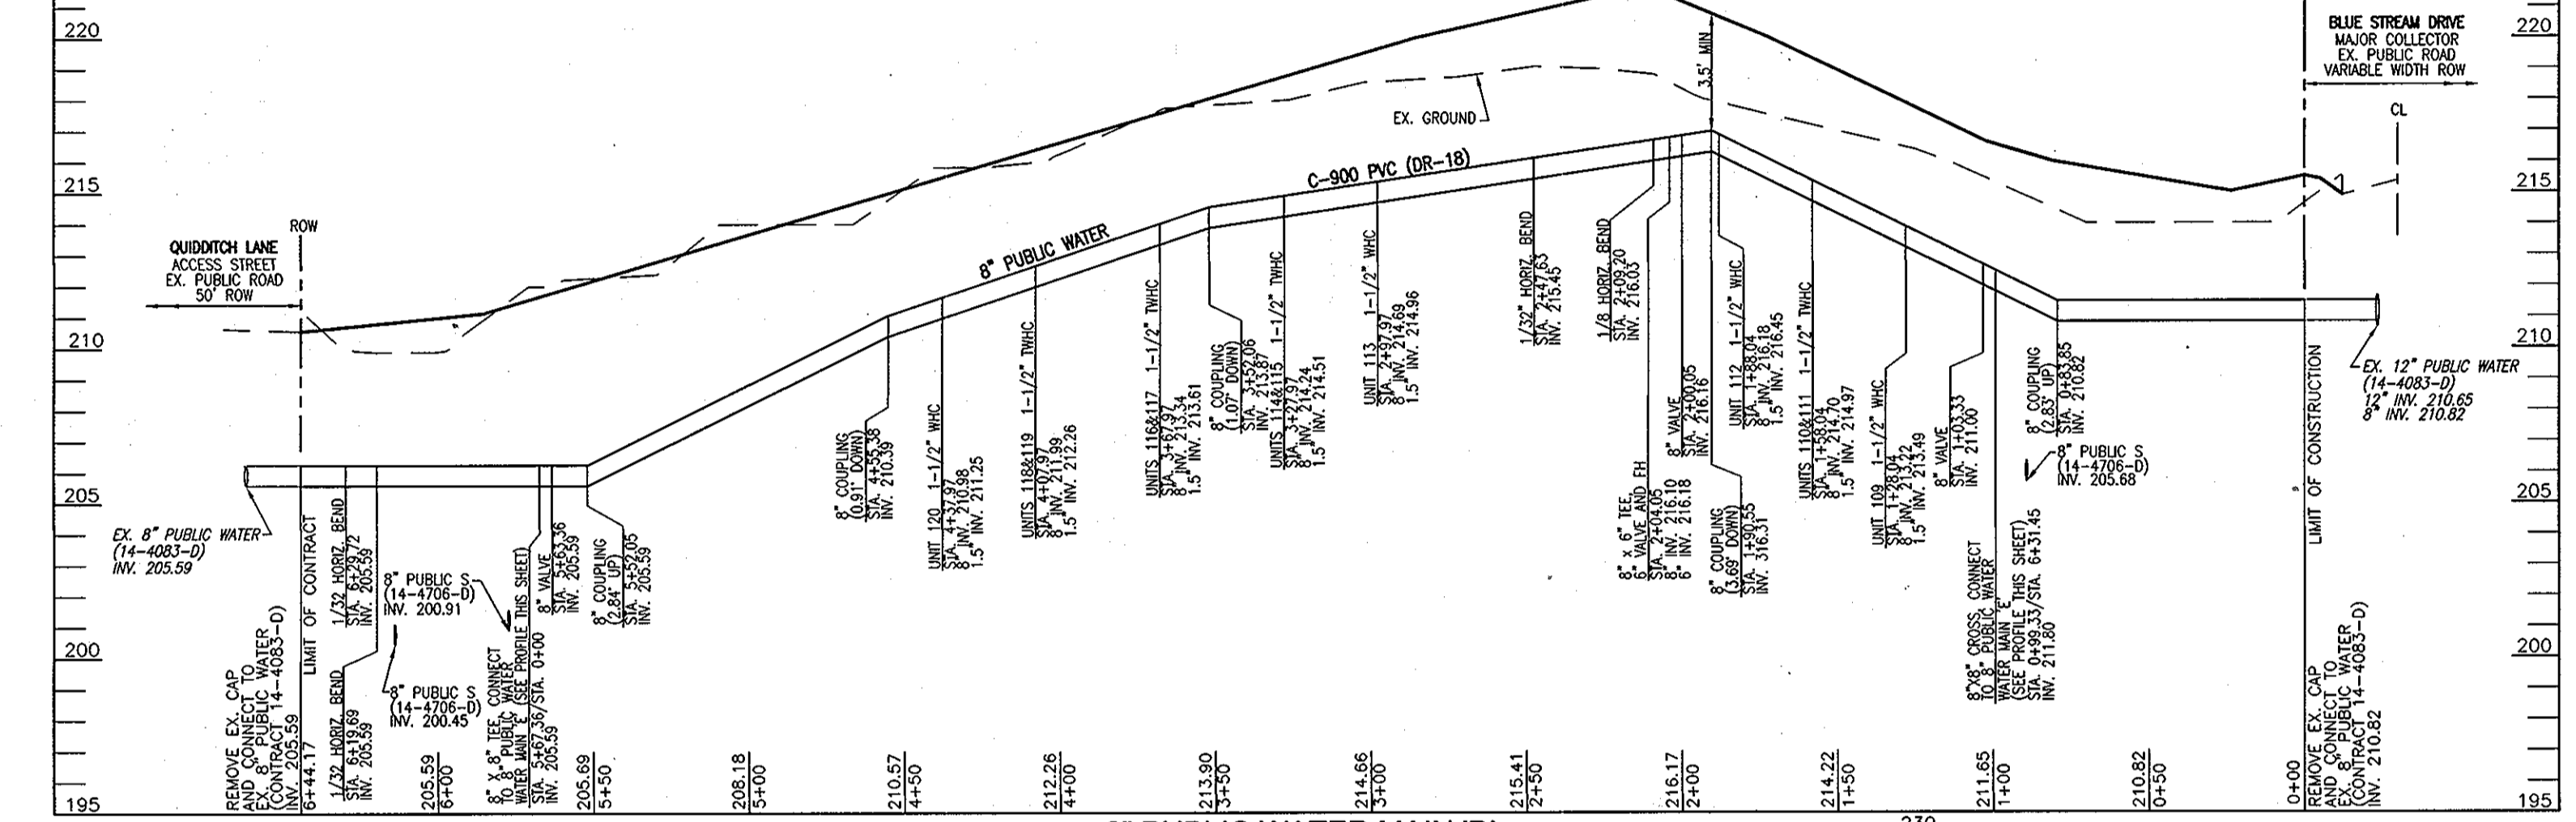 220
215
210
205
200
195
220
215
210
205
200
195
QUIDDITCH LANE
ACCESS STREET
EX. PUBLIC ROAD
50' ROW
ROW
BLUE STREAM DRIVE
MAJOR COLLECTOR
EX. PUBLIC ROAD
VARIABLE WIDTH ROW
CL
EX. GROUND
3.5' MIN
8" PUBLIC WATER
C-900 PVC (DR-18)
EX. 8" PUBLIC WATER
(14-4083-D)
INV. 205.59
REMOVE EX. CAP
AND CONNECT TO
EX. 8" PUBLIC WATER
(CONTRACT 14-4083-D)
INV. 205.59
6+44.17
LIMIT OF CONTRACT
1/32 HORIZ. BEND
STA. 6+29.72
INV. 205.59
1/32 HORIZ. BEND
STA. 6+19.69
INV. 205.59
8" PUBLIC S
(14-4706-D)
INV. 200.91
8" PUBLIC S
(14-4706-D)
INV. 200.45
8" X 8" TEE, CONNECT
TO 8" PUBLIC WATER
WATER MAIN 'E' (SEE PROFILE THIS SHEET)
STA. 5+67.36/STA. 0+00
INV. 205.59
8" VALVE
STA. 5+63.36
INV. 205.59
8" COUPLING
(2.84' UP)
STA. 5+52.05
INV. 205.59
8" COUPLING
(0.91' DOWN)
STA. 4+55.38
INV. 210.39
UNIT 120 1-1/2" WHC
STA. 4+37.97
8" INV. 210.98
1.5" INV. 211.25
UNITS 118&119 1-1/2" TWHC
STA. 4+07.97
8" INV. 211.99
1.5" INV. 212.26
UNITS 116&117 1-1/2" TWHC
STA. 3+67.97
8" INV. 213.34
1.5" INV. 213.61
8" COUPLING
(1.07' DOWN)
STA. 3+52.06
INV. 213.87
UNITS 114&115 1-1/2" TWHC
STA. 3+27.97
8" INV. 214.24
1.5" INV. 214.51
UNIT 113 1-1/2" WHC
STA. 2+97.97
8" INV. 214.69
1.5" INV. 214.96
1/32" HORIZ. BEND
STA. 2+47.63
INV. 215.45
1/8 HORIZ. BEND
STA. 2+09.20
INV. 216.03
8" x 6" TEE,
6" VALVE AND FH
STA. 2+04.05
8" INV. 216.10
6" INV. 216.18
8" VALVE
STA. 2+00.05
INV. 216.16
8" COUPLING
(3.69' DOWN)
STA. 1+90.55
INV. 316.31
UNIT 112 1-1/2" WHC
STA. 1+88.04
8" INV. 216.18
1.5" INV. 216.45
UNITS 110&111 1-1/2" TWHC
STA. 1+58.04
8" INV. 214.70
1.5" INV. 214.97
UNIT 109 1-1/2" WHC
STA. 1+28.04
8" INV. 213.22
1.5" INV. 213.49
8" VALVE
STA. 1+03.33
INV. 211.00
8"X8" CROSS, CONNECT
TO 8" PUBLIC WATER
WATER MAIN 'E'
(SEE PROFILE THIS SHEET)
STA. 0+99.33/STA. 6+31.45
INV. 211.80
8" COUPLING
(2.83' UP)
STA. 0+83.85
INV. 210.82
8" PUBLIC S
(14-4706-D)
INV. 205.68
EX. 12" PUBLIC WATER
(14-4083-D)
12" INV. 210.65
8" INV. 210.82
LIMIT OF CONSTRUCTION
REMOVE EX. CAP
AND CONNECT TO
EX. 8" PUBLIC WATER
(CONTRACT 14-4083-D)
INV. 210.82
205.59
6+00
205.69
5+50
208.18
5+00
210.57
4+50
212.26
4+00
213.90
3+50
214.66
3+00
215.41
2+50
216.17
2+00
214.22
1+50
211.65
1+00
210.82
0+50
0+00